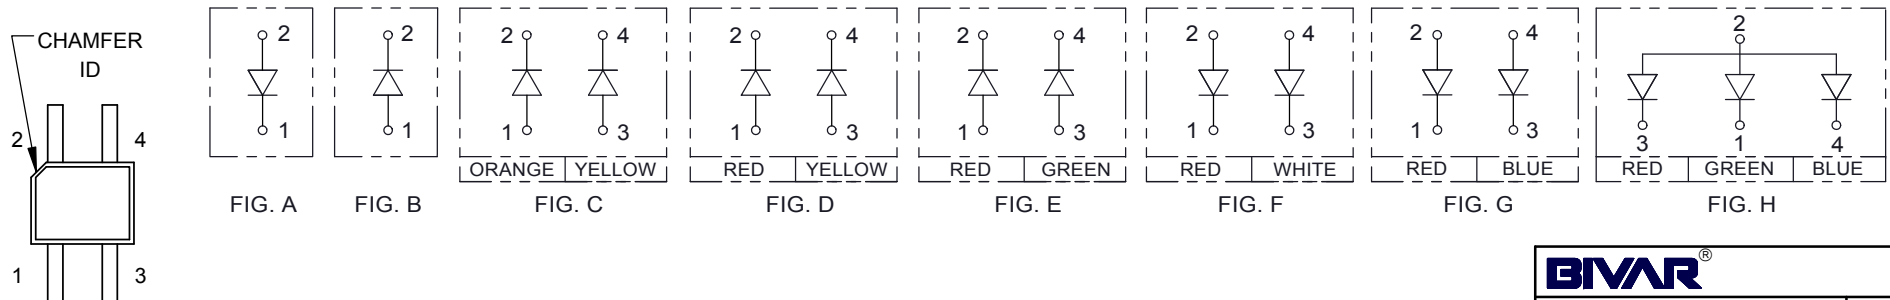 CHAMFER
ID
2 4
1 3
2
1
FIG. A
2
1
FIG. B
2 4
1 3
ORANGE YELLOW
FIG. C
2 4
1 3
RED YELLOW
FIG. D
2 4
1 3
RED GREEN
FIG. E
2 4
1 3
RED WHITE
FIG. F
2 4
1 3
RED BLUE
FIG. G
2
3 1 4
RED GREEN BLUE
FIG. H
BIVAR®